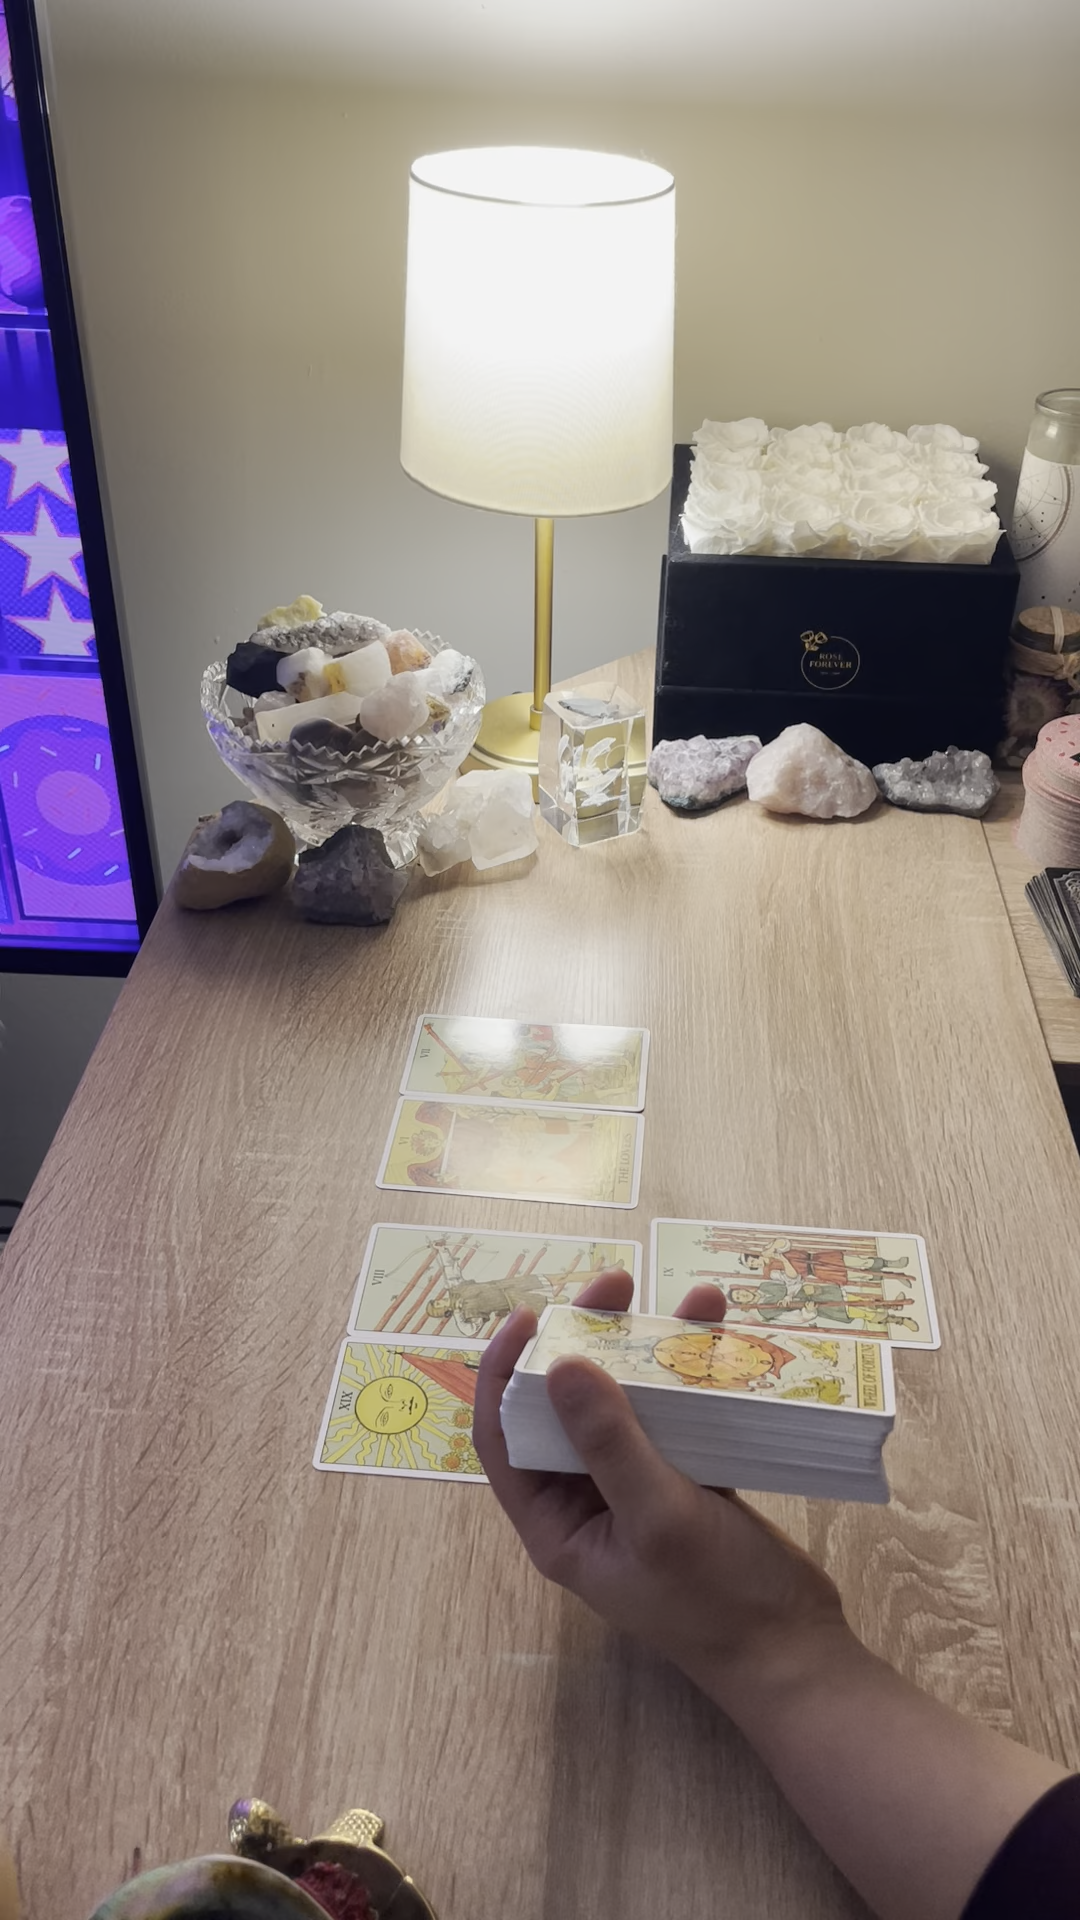 ROSE
FOREVER
VII
VI
THE LOVERS
VIII
IX
XIX
WHEEL OF FORTUNE